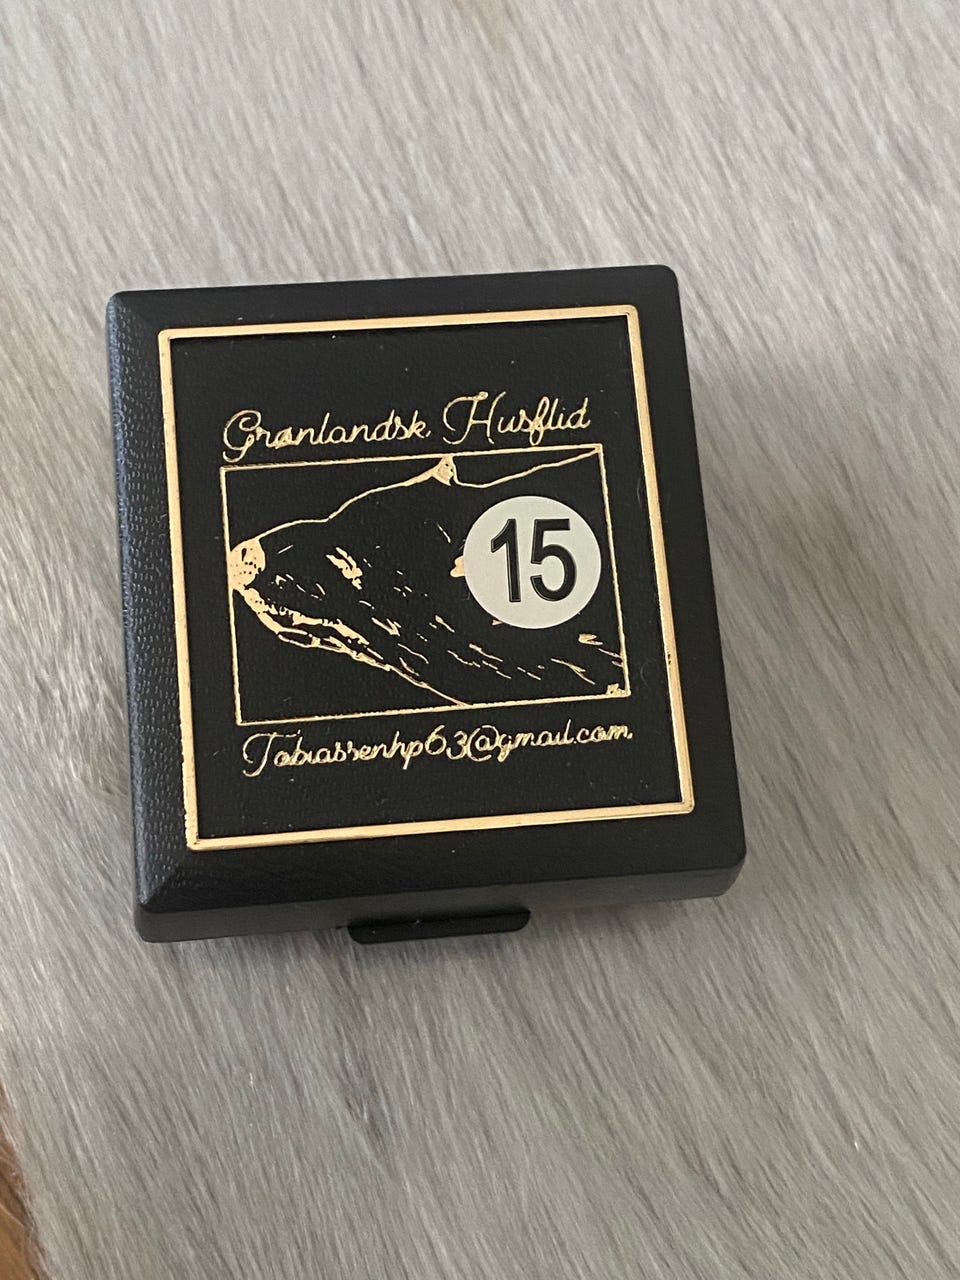 Grønlandsk Husflid
15
Tobiassenhp63@gmail.com